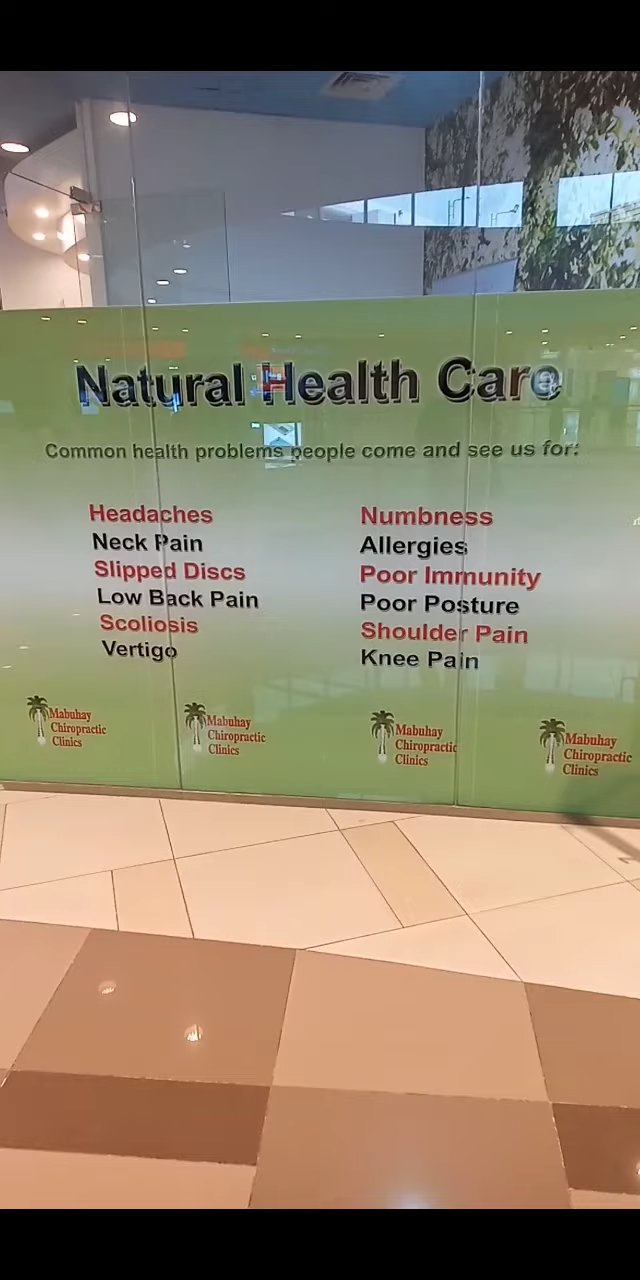 Natural Health Care
Common health problems people come and see us for:
Headaches
Neck Pain
Slipped Discs
Low Back Pain
Scoliosis
Vertigo
Numbness
Allergies
Poor Immunity
Poor Posture
Shoulder Pain
Knee Pain
Mabuhay
Chiropractic
Clinics
Mabuhay
Chiropractic
Clinics
Mabuhay
Chiropractic
Clinics
Mabuhay
Chiropractic
Clinics